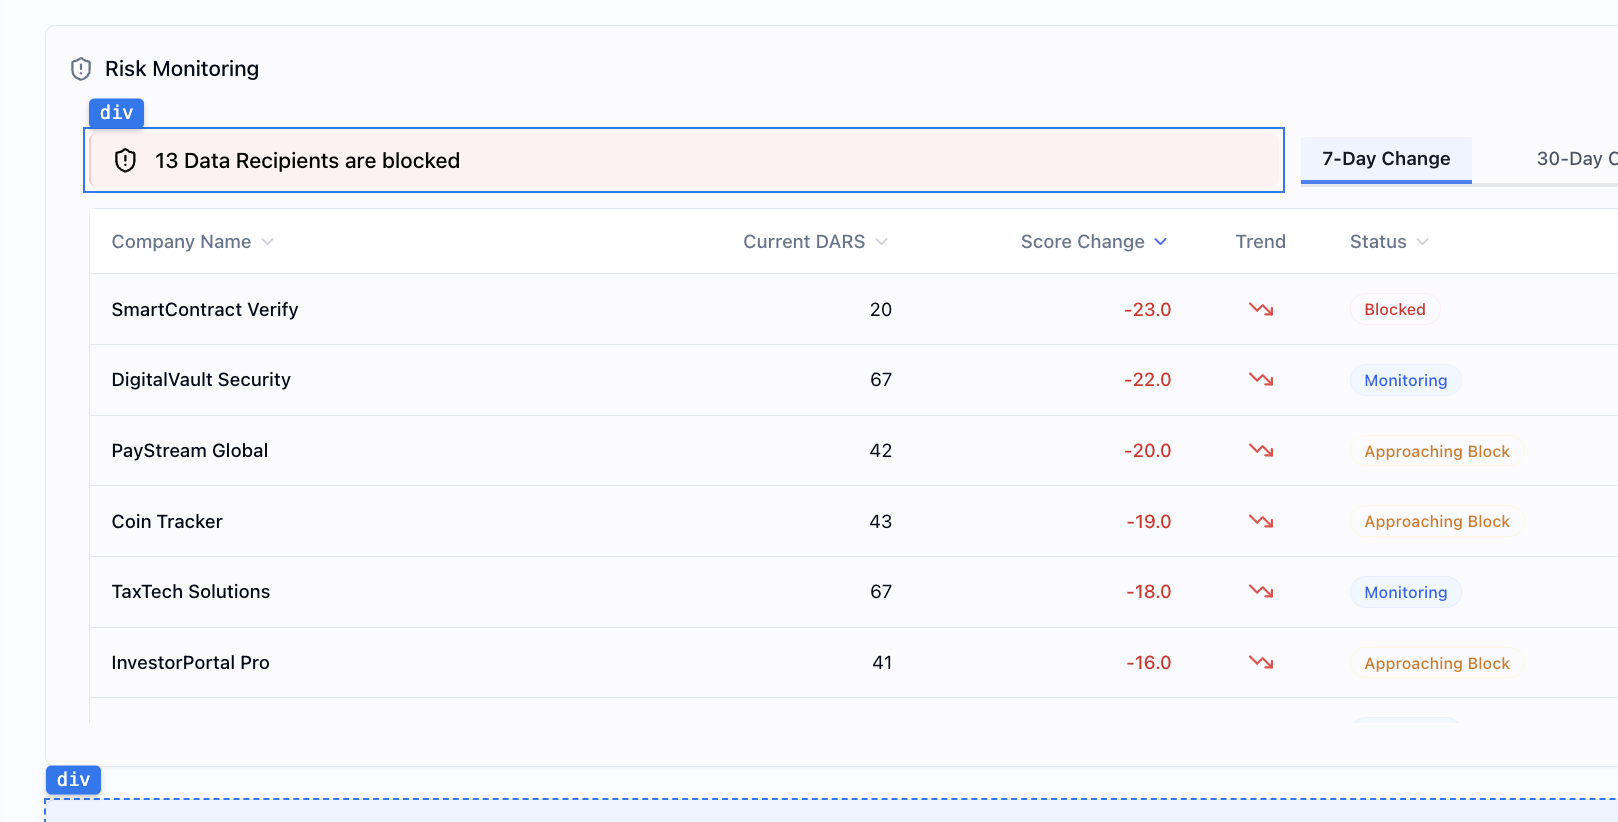 Risk Monitoring
div
13 Data Recipients are blocked
7-Day Change
30-Day
Company Name
Current DARS
Score Change
Trend
Status
SmartContract Verify 20 -23.0 Blocked
DigitalVault Security 67 -22.0 Monitoring
PayStream Global 42 -20.0 Approaching Block
Coin Tracker 43 -19.0 Approaching Block
TaxTech Solutions 67 -18.0 Monitoring
InvestorPortal Pro 41 -16.0 Approaching Block
div